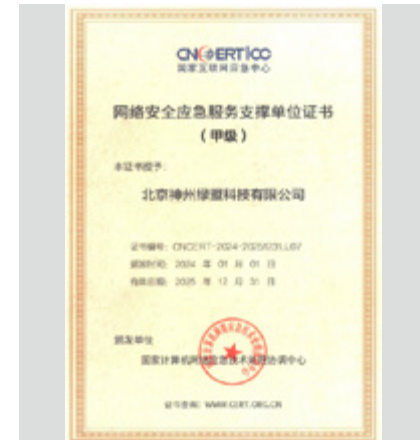 CNCERT/CC
国家互联网应急中心
网络安全应急服务支撑单位证书
（甲级）
本证书授予：
北京神州绿盟科技有限公司
证书编号：
颁发时间：2024 年 01 月 01 日
有效日期：2025 年 12 月 31 日
颁发单位
国家计算机网络应急技术处理协调中心
证书查询：WWW.CERT.ORG.CN